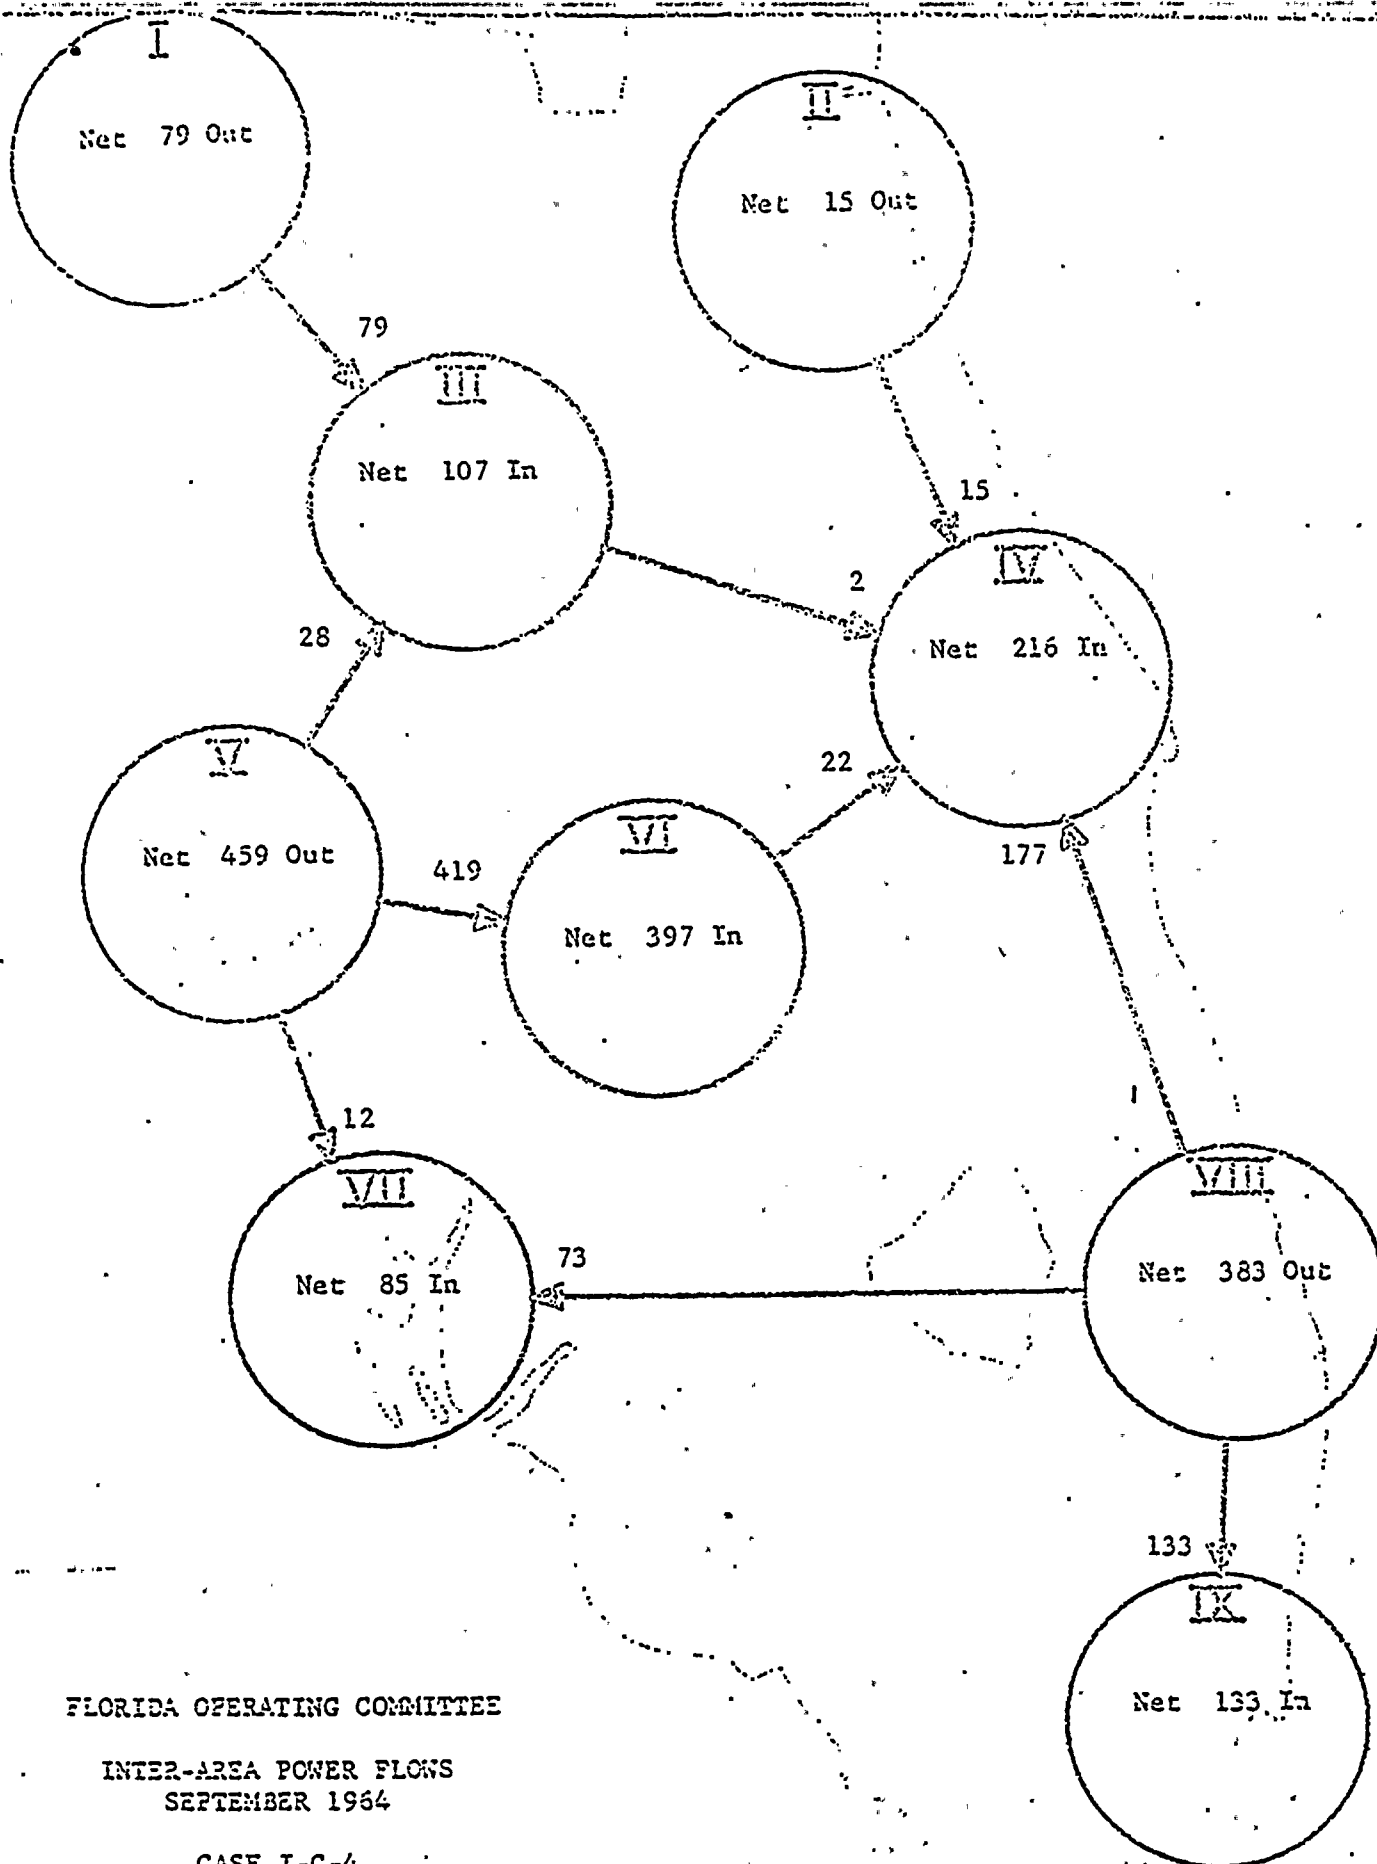 I
Net 79 Out
II
Net 15 Out
79
III
Net 107 In
15
2
IV
Net 216 In
28
V
Net 459 Out
22
419
VI
Net 397 In
177
12
VII
Net 85 In
73
VIII
Net 383 Out
133
IX
Net 133 In
FLORIDA OPERATING COMMITTEE
INTER-AREA POWER FLOWS
SEPTEMBER 1964
CASE I-C-4